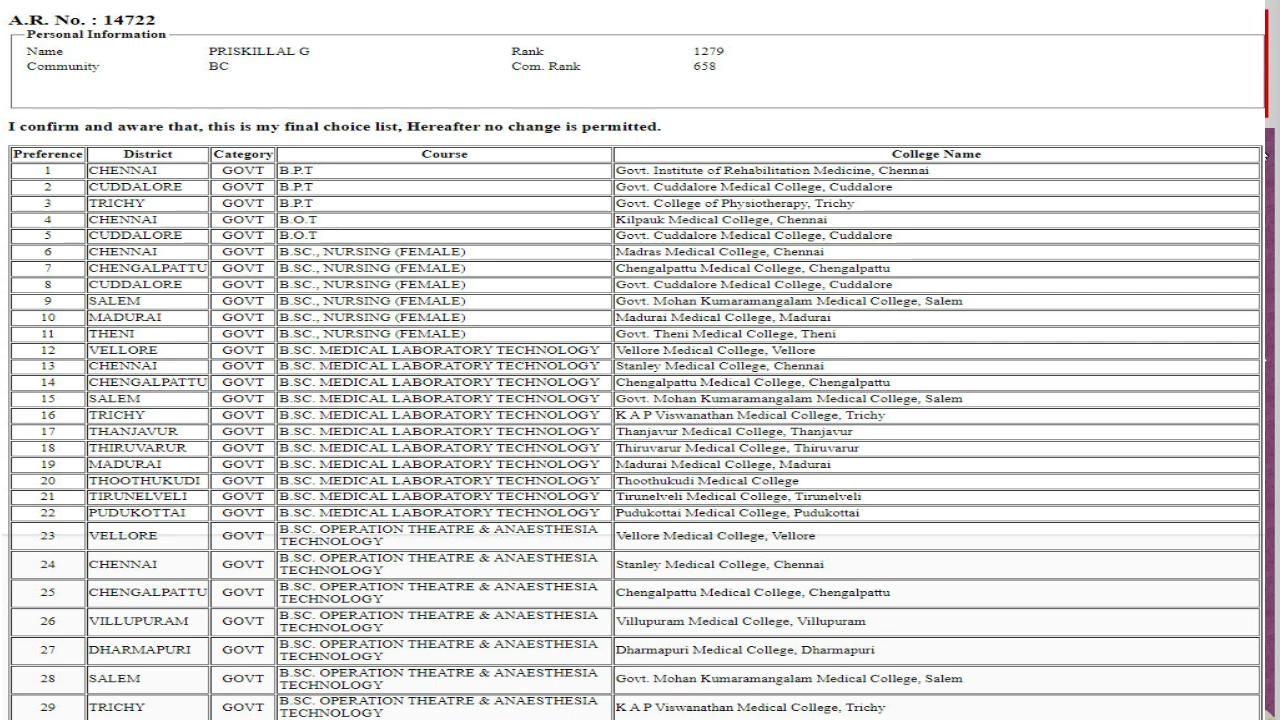 A.R. No. : 14722
Personal Information
Name PRISKILLAL G Rank 1279
Community BC Com. Rank 658
I confirm and aware that, this is my final choice list, Hereafter no change is permitted.
Preference District Category Course College Name
1 CHENNAI GOVT B.P.T Govt. Institute of Rehabilitation Medicine, Chennai
2 CUDDALORE GOVT B.P.T Govt. Cuddalore Medical College, Cuddalore
3 TRICHY GOVT B.P.T Govt. College of Physiotherapy, Trichy
4 CHENNAI GOVT B.O.T Kilpauk Medical College, Chennai
5 CUDDALORE GOVT B.O.T Govt. Cuddalore Medical College, Cuddalore
6 CHENNAI GOVT B.SC., NURSING (FEMALE) Madras Medical College, Chennai
7 CHENGALPATTU GOVT B.SC., NURSING (FEMALE) Chengalpattu Medical College, Chengalpattu
8 CUDDALORE GOVT B.SC., NURSING (FEMALE) Govt. Cuddalore Medical College, Cuddalore
9 SALEM GOVT B.SC., NURSING (FEMALE) Govt. Mohan Kumaramangalam Medical College, Salem
10 MADURAI GOVT B.SC., NURSING (FEMALE) Madurai Medical College, Madurai
11 THENI GOVT B.SC., NURSING (FEMALE) Govt. Theni Medical College, Theni
12 VELLORE GOVT B.SC. MEDICAL LABORATORY TECHNOLOGY Vellore Medical College, Vellore
13 CHENNAI GOVT B.SC. MEDICAL LABORATORY TECHNOLOGY Stanley Medical College, Chennai
14 CHENGALPATTU GOVT B.SC. MEDICAL LABORATORY TECHNOLOGY Chengalpattu Medical College, Chengalpattu
15 SALEM GOVT B.SC. MEDICAL LABORATORY TECHNOLOGY Govt. Mohan Kumaramangalam Medical College, Salem
16 TRICHY GOVT B.SC. MEDICAL LABORATORY TECHNOLOGY K A P Viswanathan Medical College, Trichy
17 THANJAVUR GOVT B.SC. MEDICAL LABORATORY TECHNOLOGY Thanjavur Medical College, Thanjavur
18 THIRUVARUR GOVT B.SC. MEDICAL LABORATORY TECHNOLOGY Thiruvarur Medical College, Thiruvarur
19 MADURAI GOVT B.SC. MEDICAL LABORATORY TECHNOLOGY Madurai Medical College, Madurai
20 THOOTHUKUDI GOVT B.SC. MEDICAL LABORATORY TECHNOLOGY Thoothukudi Medical College
21 TIRUNELVELI GOVT B.SC. MEDICAL LABORATORY TECHNOLOGY Tirunelveli Medical College, Tirunelveli
22 PUDUKOTTAI GOVT B.SC. MEDICAL LABORATORY TECHNOLOGY Pudukottai Medical College, Pudukottai
23 VELLORE GOVT B.SC. OPERATION THEATRE & ANAESTHESIA
TECHNOLOGY Vellore Medical College, Vellore
24 CHENNAI GOVT B.SC. OPERATION THEATRE & ANAESTHESIA
TECHNOLOGY Stanley Medical College, Chennai
25 CHENGALPATTU GOVT B.SC. OPERATION THEATRE & ANAESTHESIA
TECHNOLOGY Chengalpattu Medical College, Chengalpattu
26 VILLUPURAM GOVT B.SC. OPERATION THEATRE & ANAESTHESIA
TECHNOLOGY Villupuram Medical College, Villupuram
27 DHARMAPURI GOVT B.SC. OPERATION THEATRE & ANAESTHESIA
TECHNOLOGY Dharmapuri Medical College, Dharmapuri
28 SALEM GOVT B.SC. OPERATION THEATRE & ANAESTHESIA
TECHNOLOGY Govt. Mohan Kumaramangalam Medical College, Salem
29 TRICHY GOVT B.SC. OPERATION THEATRE & ANAESTHESIA
TECHNOLOGY K A P Viswanathan Medical College, Trichy